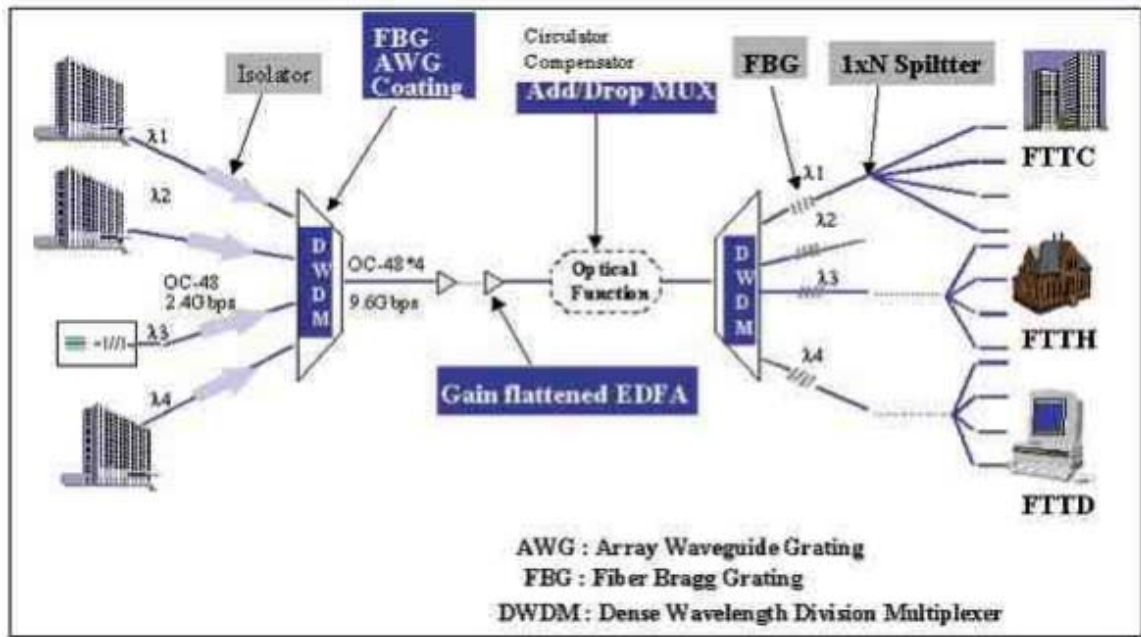 Isolator
FBG
AWG
Coating
Circulator
Compensator
Add/Drop MUX
FBG
1xN Spiltter
λ1
λ2
OC-48
2.4Gbps
λ3
λ4
DWDM
OC-48 *4
9.6Gbps
Gain flattened EDFA
Optical
Function
DWDM
λ1
λ2
λ3
λ4
FTTC
FTTH
FTTD
AWG : Array Waveguide Grating
FBG : Fiber Bragg Grating
DWDM : Dense Wavelength Division Multiplexer